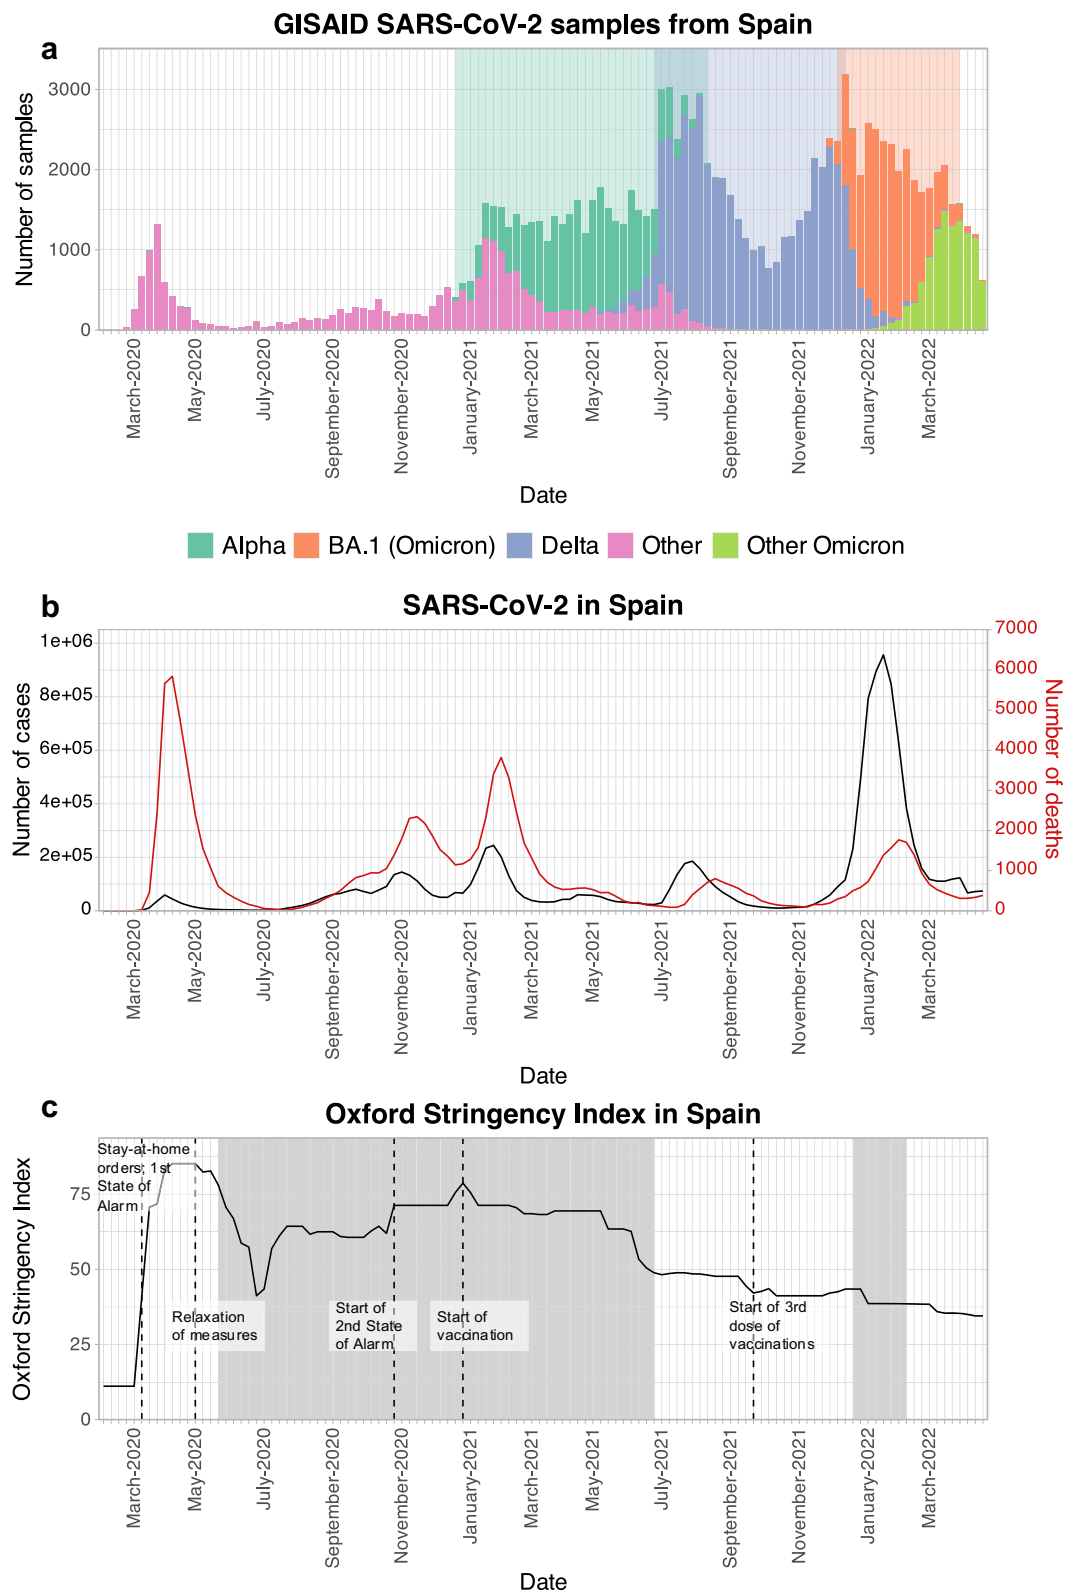 GISAID SARS-CoV-2 samples from Spain
a
Number of samples
3000
2000
1000
0
March-2020
May-2020
July-2020
September-2020
November-2020
January-2021
March-2021
May-2021
July-2021
September-2021
November-2021
January-2022
March-2022
Date
Alpha
BA.1 (Omicron)
Delta
Other
Other Omicron
b
SARS-CoV-2 in Spain
Number of cases
1e+06
8e+05
6e+05
4e+05
2e+05
0
7000
6000
5000
4000
3000
2000
1000
0
Number of deaths
March-2020
May-2020
July-2020
September-2020
November-2020
January-2021
March-2021
May-2021
July-2021
September-2021
November-2021
January-2022
March-2022
Date
c
Oxford Stringency Index in Spain
Oxford Stringency Index
75
50
25
0
Stay-at-home
orders; 1st
State of
Alarm
Relaxation
of measures
Start of
2nd State
of Alarm
Start of
vaccination
Start of 3rd
dose of
vaccinations
March-2020
May-2020
July-2020
September-2020
November-2020
January-2021
March-2021
May-2021
July-2021
September-2021
November-2021
January-2022
March-2022
Date